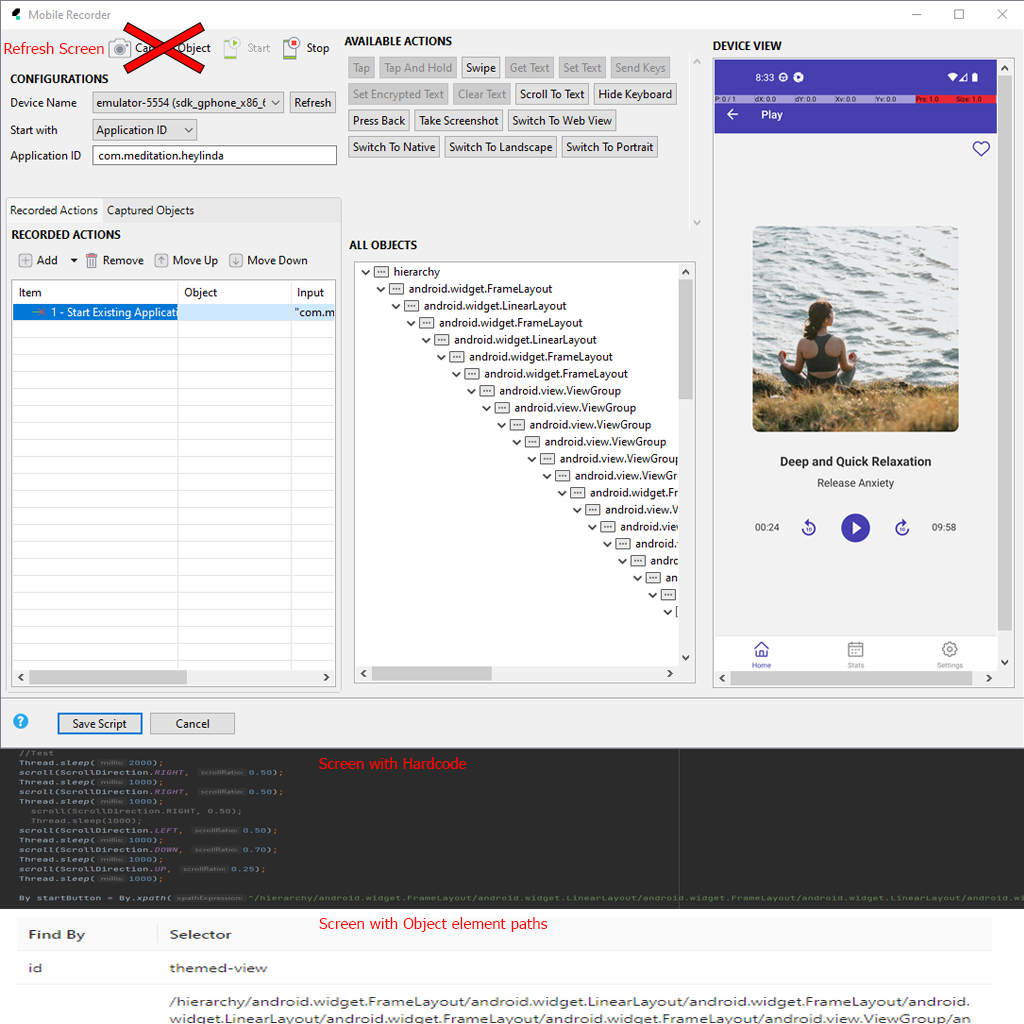 Mobile Recorder
Refresh Screen
Object
Start
Stop
CONFIGURATIONS
Device Name
emulator-5554 (sdk_gphone_x86_6
Refresh
Start with
Application ID
Application ID
com.meditation.heylinda
AVAILABLE ACTIONS
Tap
Tap And Hold
Swipe
Get Text
Set Text
Send Keys
Set Encrypted Text
Clear Text
Scroll To Text
Hide Keyboard
Press Back
Take Screenshot
Switch To Web View
Switch To Native
Switch To Landscape
Switch To Portrait
Recorded Actions
Captured Objects
RECORDED ACTIONS
Add
Remove
Move Up
Move Down
Item
Object
Input
1 - Start Existing Applicati
"com.m
ALL OBJECTS
hierarchy
android.widget.FrameLayout
android.widget.LinearLayout
android.widget.FrameLayout
android.widget.LinearLayout
android.widget.FrameLayout
android.widget.FrameLayout
android.view.ViewGroup
android.view.ViewGroup
android.view.ViewGroup
android.view.ViewGroup
android.view.ViewGroup
android.view.ViewGr
android.widget.Fr
android.view.V
android.view
android.
andro
an
DEVICE VIEW
8:33
P: 0 / 1
dX: 0.0
dY: 0.0
Xv: 0.0
Yv: 0.0
Prs: 1.0
Size: 1.0
Play
Deep and Quick Relaxation
Release Anxiety
00:24
10
10
09:58
Home
Stats
Settings
?
Save Script
Cancel
//Test
Screen with Hardcode
Thread.sleep( millis: 2000);
scroll(ScrollDirection.RIGHT, scrollRatio: 0.50);
Thread.sleep( millis: 1000);
scroll(ScrollDirection.RIGHT, scrollRatio: 0.50);
Thread.sleep( millis: 1000);
scroll(ScrollDirection.RIGHT, 0.50);
Thread.sleep(1000);
scroll(ScrollDirection.LEFT, scrollRatio: 0.50);
Thread.sleep( millis: 1000);
scroll(ScrollDirection.DOWN, scrollRatio: 0.70);
Thread.sleep( millis: 1000);
scroll(ScrollDirection.UP, scrollRatio: 0.25);
Thread.sleep( millis: 1000);
By startButton = By.xpath( xpathExpression: "/hierarchy/android.widget.FrameLayout/android.widget.LinearLayout/android.widget.FrameLayout/android.widget.LinearLayout/android.wi
Screen with Object element paths
Find By
Selector
id
themed-view
/hierarchy/android.widget.FrameLayout/android.widget.LinearLayout/android.widget.FrameLayout/android.
widget.LinearLayout/android.widget.FrameLayout/android.widget.FrameLayout/android.view.ViewGroup/an